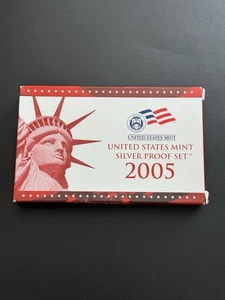 UNITED STATES MINT
UNITED STATES MINT
SILVER PROOF SET™
2005